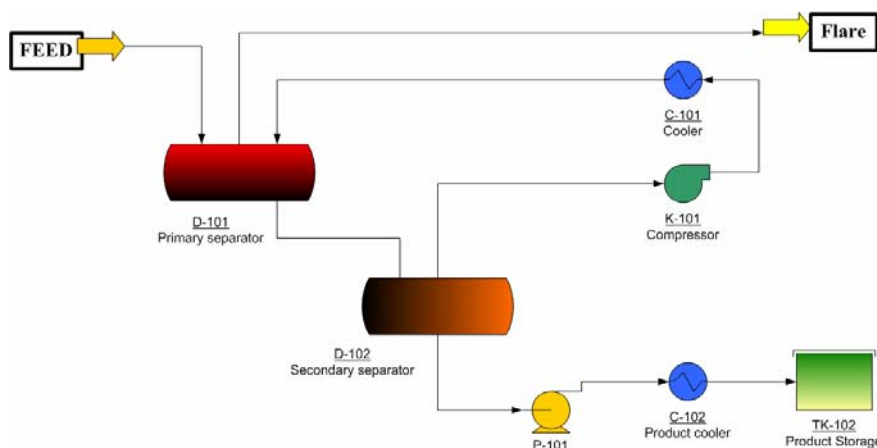 FEED
Flare
C-101
Cooler
D-101
Primary separator
K-101
Compressor
D-102
Secondary separator
P-101
C-102
Product cooler
TK-102
Product Storage